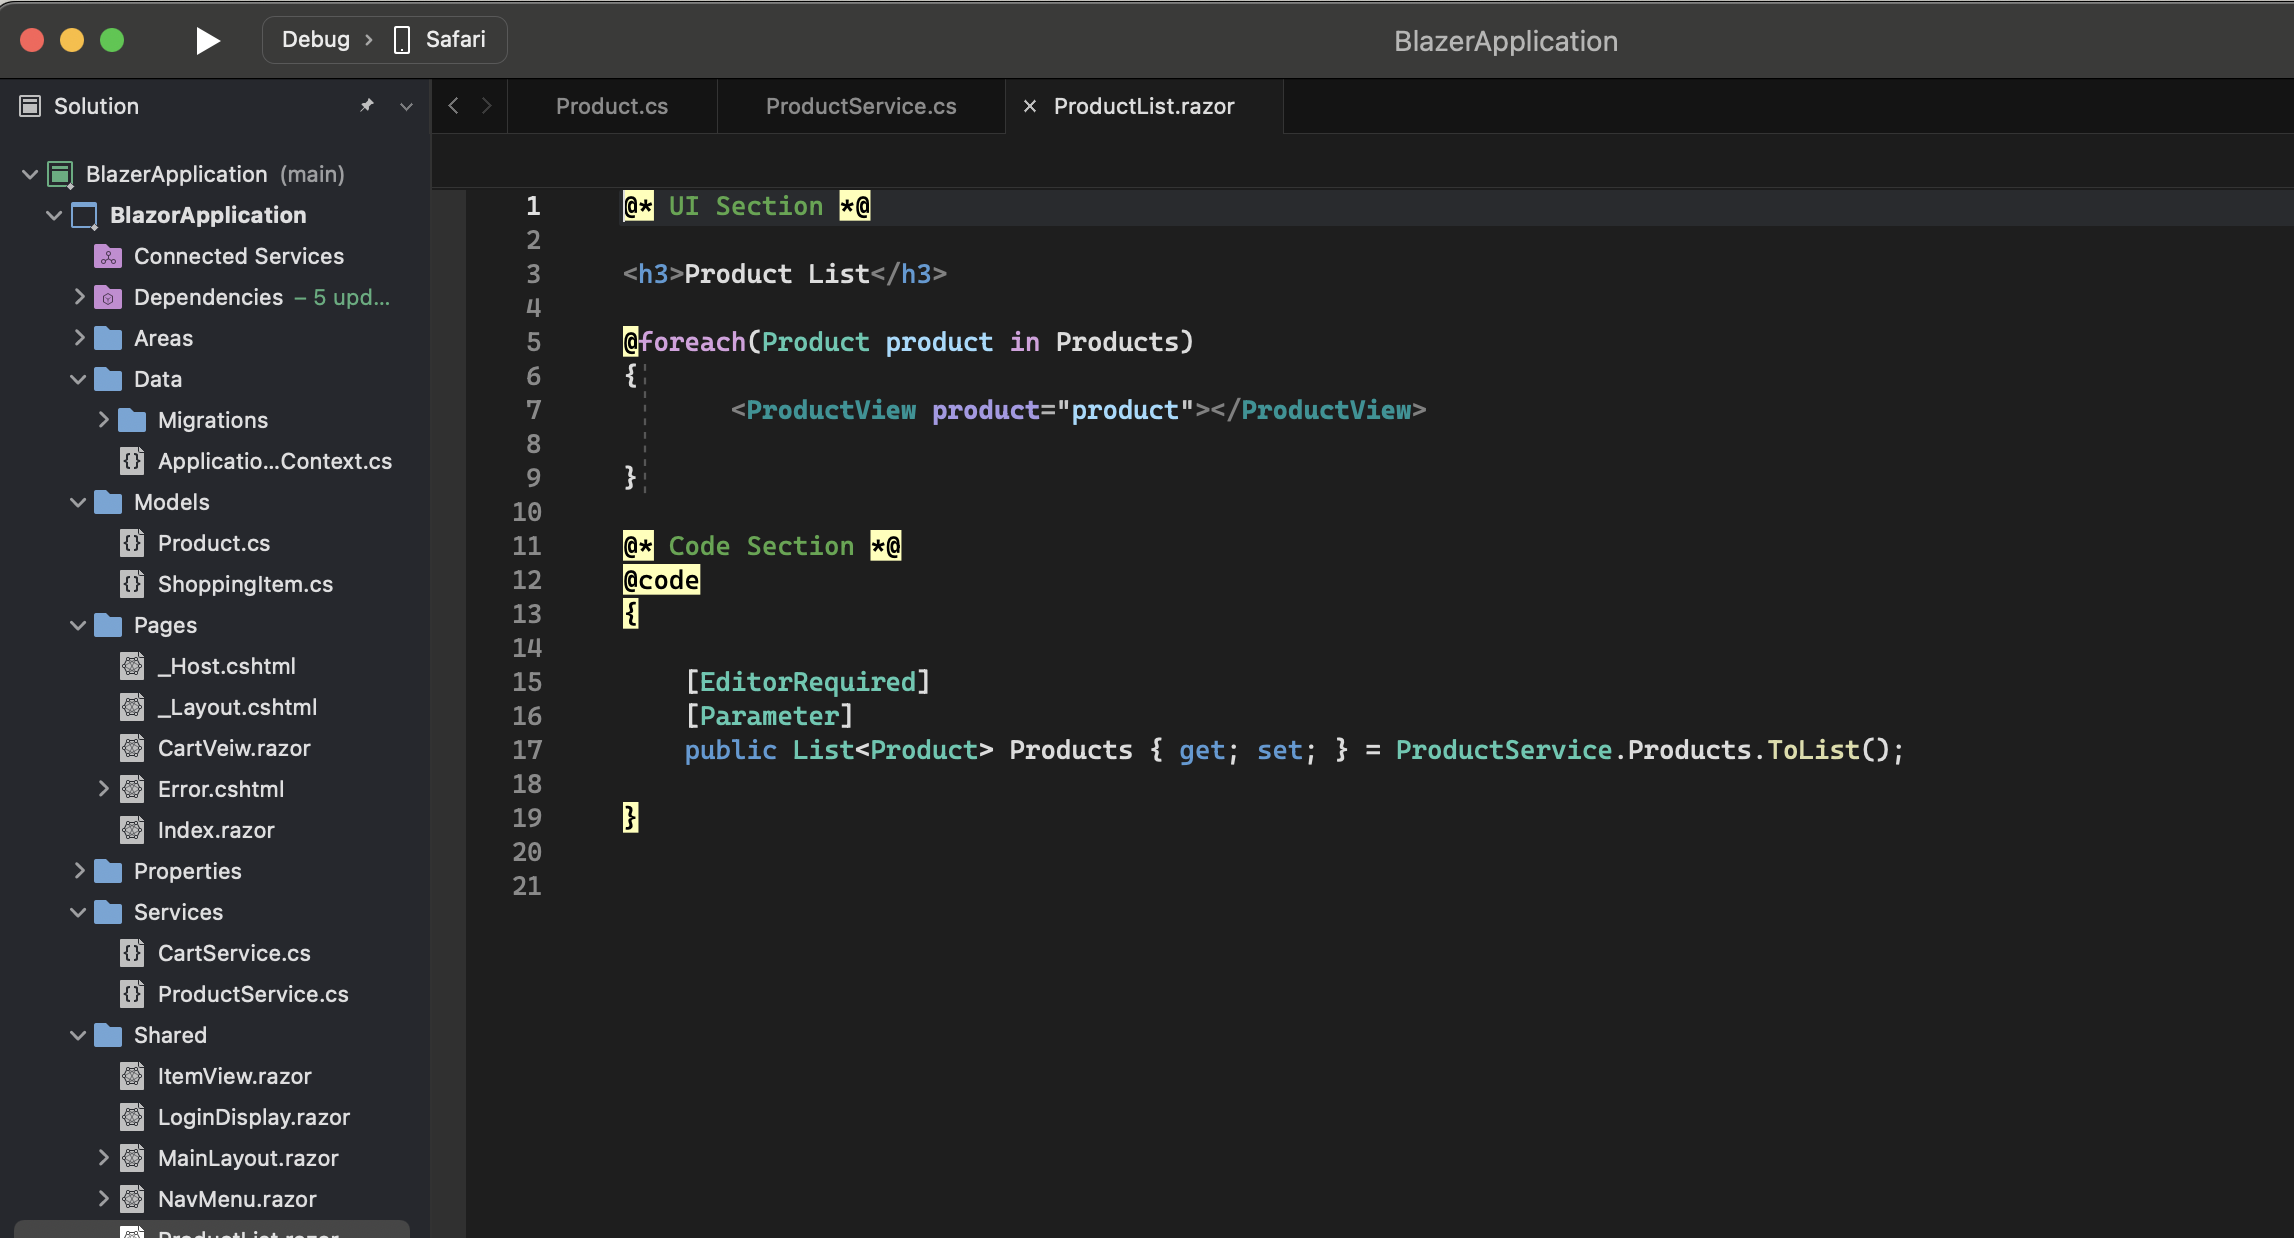 Debug › Safari
BlazerApplication
Solution
Product.cs
ProductService.cs
× ProductList.razor
BlazerApplication (main)
BlazorApplication
Connected Services
Dependencies – 5 upd...
Areas
Data
Migrations
Applicatio...Context.cs
Models
Product.cs
ShoppingItem.cs
Pages
_Host.cshtml
_Layout.cshtml
CartVeiw.razor
Error.cshtml
Index.razor
Properties
Services
CartService.cs
ProductService.cs
Shared
ItemView.razor
LoginDisplay.razor
MainLayout.razor
NavMenu.razor
ProductList.razor
1 @* UI Section *@
2
3 <h3>Product List</h3>
4
5 @foreach(Product product in Products)
6 {
7 <ProductView product="product"></ProductView>
8
9 }
10
11 @* Code Section *@
12 @code
13 {
14
15 [EditorRequired]
16 [Parameter]
17 public List<Product> Products { get; set; } = ProductService.Products.ToList();
18
19 }
20
21